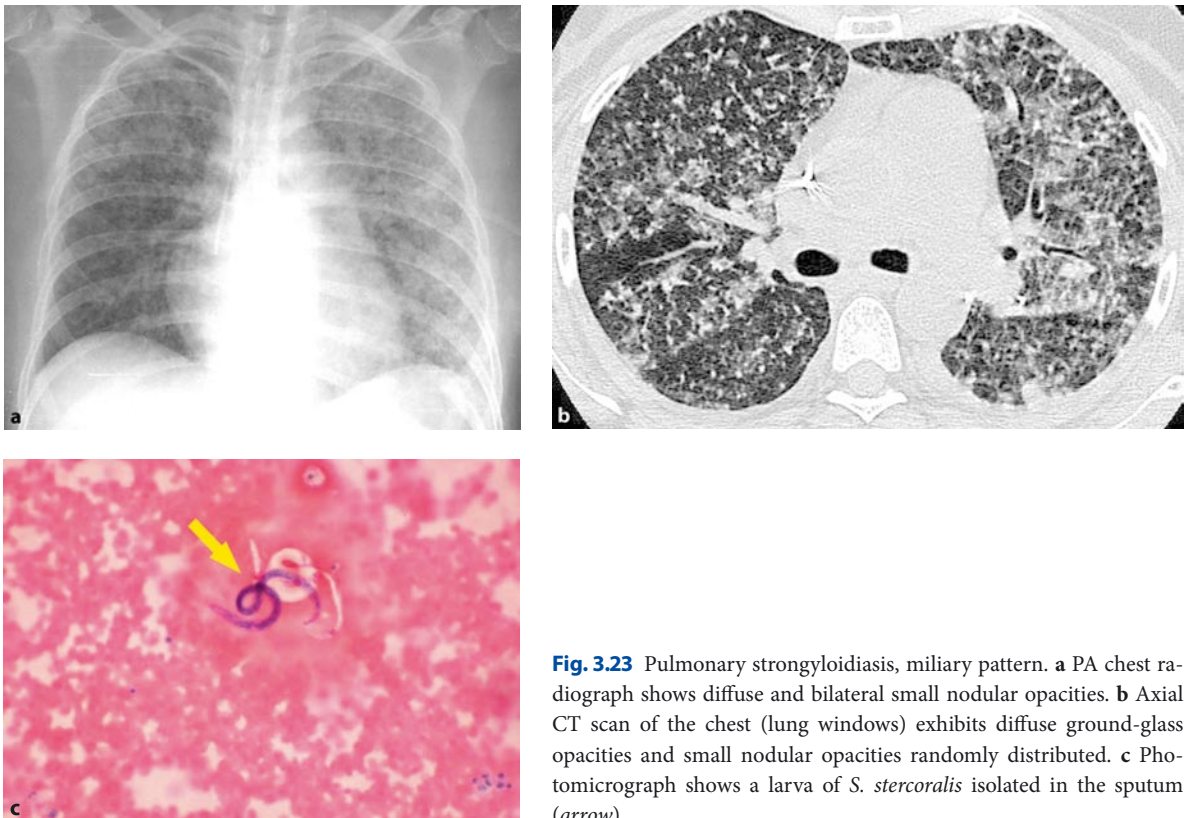 a
b
c
Fig. 3.23 Pulmonary strongyloidiasis, miliary pattern. a PA chest ra-
diograph shows diffuse and bilateral small nodular opacities. b Axial
CT scan of the chest (lung windows) exhibits diffuse ground-glass
opacities and small nodular opacities randomly distributed. c Pho-
tomicrograph shows a larva of S. stercoralis isolated in the sputum
(arrow)